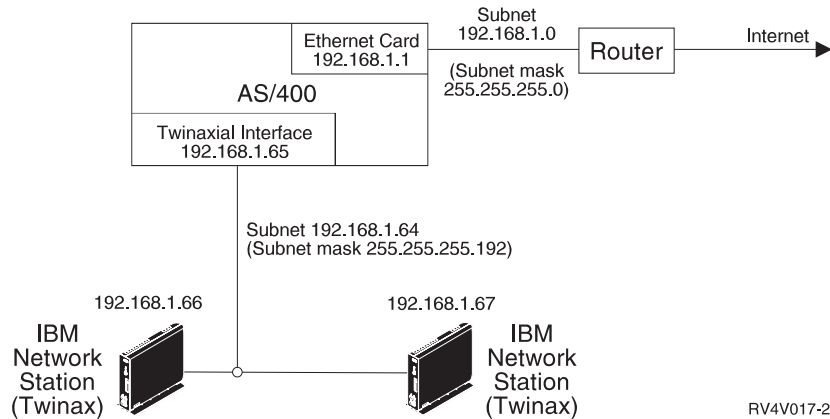 Ethernet Card
192.168.1.1
AS/400
Twinaxial Interface
192.168.1.65
Subnet
192.168.1.0
(Subnet mask
255.255.255.0)
Router
Internet
Subnet 192.168.1.64
(Subnet mask 255.255.255.192)
192.168.1.66
IBM
Network
Station
(Twinax)
192.168.1.67
IBM
Network
Station
(Twinax)
RV4V017-2